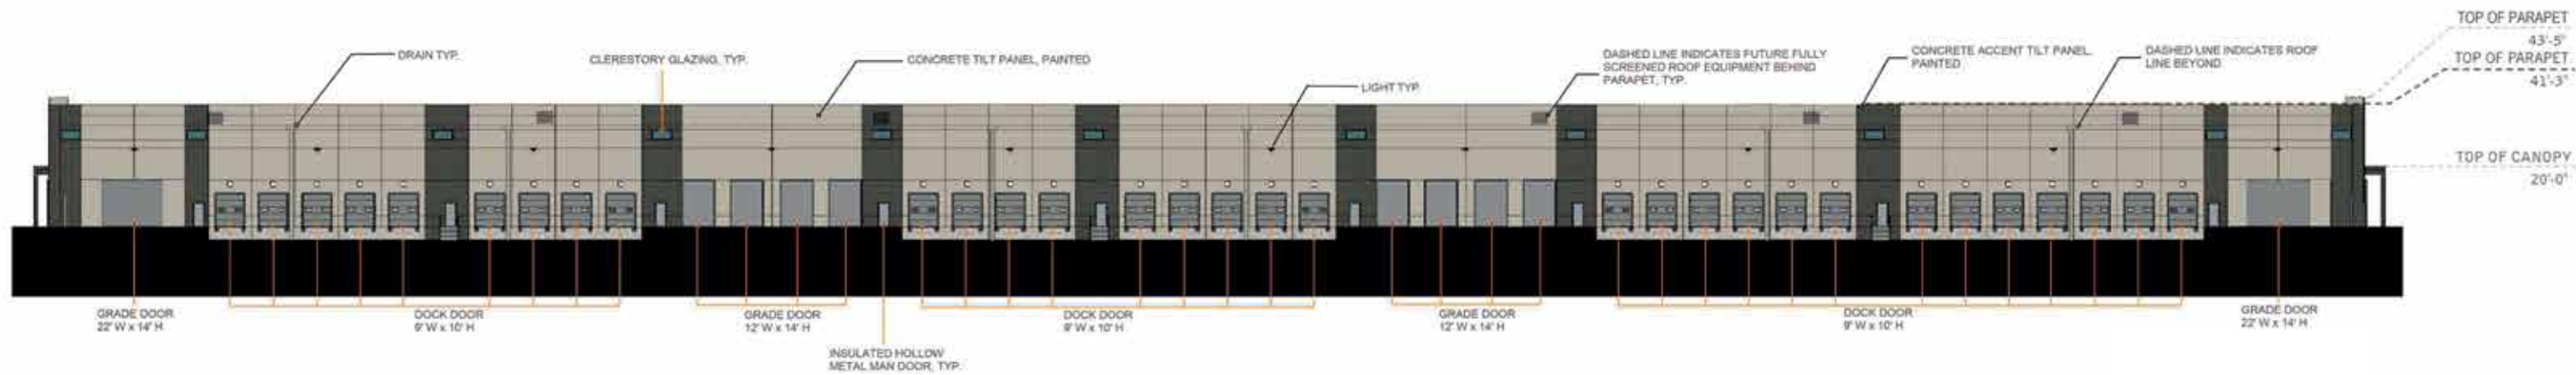 TOP OF PARAPET
43'-5"
TOP OF PARAPET
41'-3"
DRAIN TYP.
CLERESTORY GLAZING, TYP.
CONCRETE TILT PANEL, PAINTED
LIGHT TYP.
DASHED LINE INDICATES FUTURE FULLY
SCREENED ROOF EQUIPMENT BEHIND
PARAPET, TYP.
CONCRETE ACCENT TILT PANEL,
PAINTED
DASHED LINE INDICATES ROOF
LINE BEYOND
TOP OF CANOPY
20'-0"
GRADE DOOR
22' W x 14' H
DOCK DOOR
9' W x 10' H
GRADE DOOR
12' W x 14' H
INSULATED HOLLOW
METAL MAN DOOR, TYP.
DOCK DOOR
9' W x 10' H
GRADE DOOR
12' W x 14' H
DOCK DOOR
9' W x 10' H
GRADE DOOR
22' W x 14' H